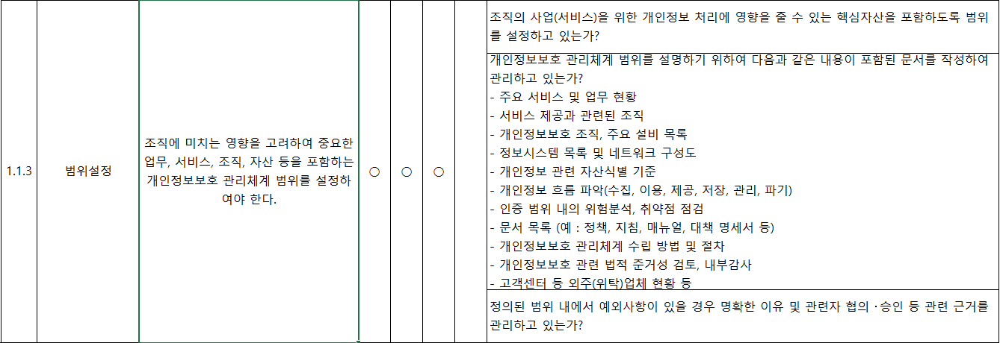 1.1.3
범위설정
조직에 미치는 영향을 고려하여 중요한
업무, 서비스, 조직, 자산 등을 포함하는
개인정보보호 관리체계 범위를 설정하
여야 한다.
○
○
○
조직의 사업(서비스)을 위한 개인정보 처리에 영향을 줄 수 있는 핵심자산을 포함하도록 범위
를 설정하고 있는가?
개인정보보호 관리체계 범위를 설명하기 위하여 다음과 같은 내용이 포함된 문서를 작성하여
관리하고 있는가?
- 주요 서비스 및 업무 현황
- 서비스 제공과 관련된 조직
- 개인정보보호 조직, 주요 설비 목록
- 정보시스템 목록 및 네트워크 구성도
- 개인정보 관련 자산식별 기준
- 개인정보 흐름 파악(수집, 이용, 제공, 저장, 관리, 파기)
- 인증 범위 내의 위험분석, 취약점 점검
- 문서 목록 (예 : 정책, 지침, 매뉴얼, 대책 명세서 등)
- 개인정보보호 관리체계 수립 방법 및 절차
- 개인정보보호 관련 법적 준거성 검토, 내부감사
- 고객센터 등 외주(위탁)업체 현황 등
정의된 범위 내에서 예외사항이 있을 경우 명확한 이유 및 관련자 협의 ·승인 등 관련 근거를
관리하고 있는가?